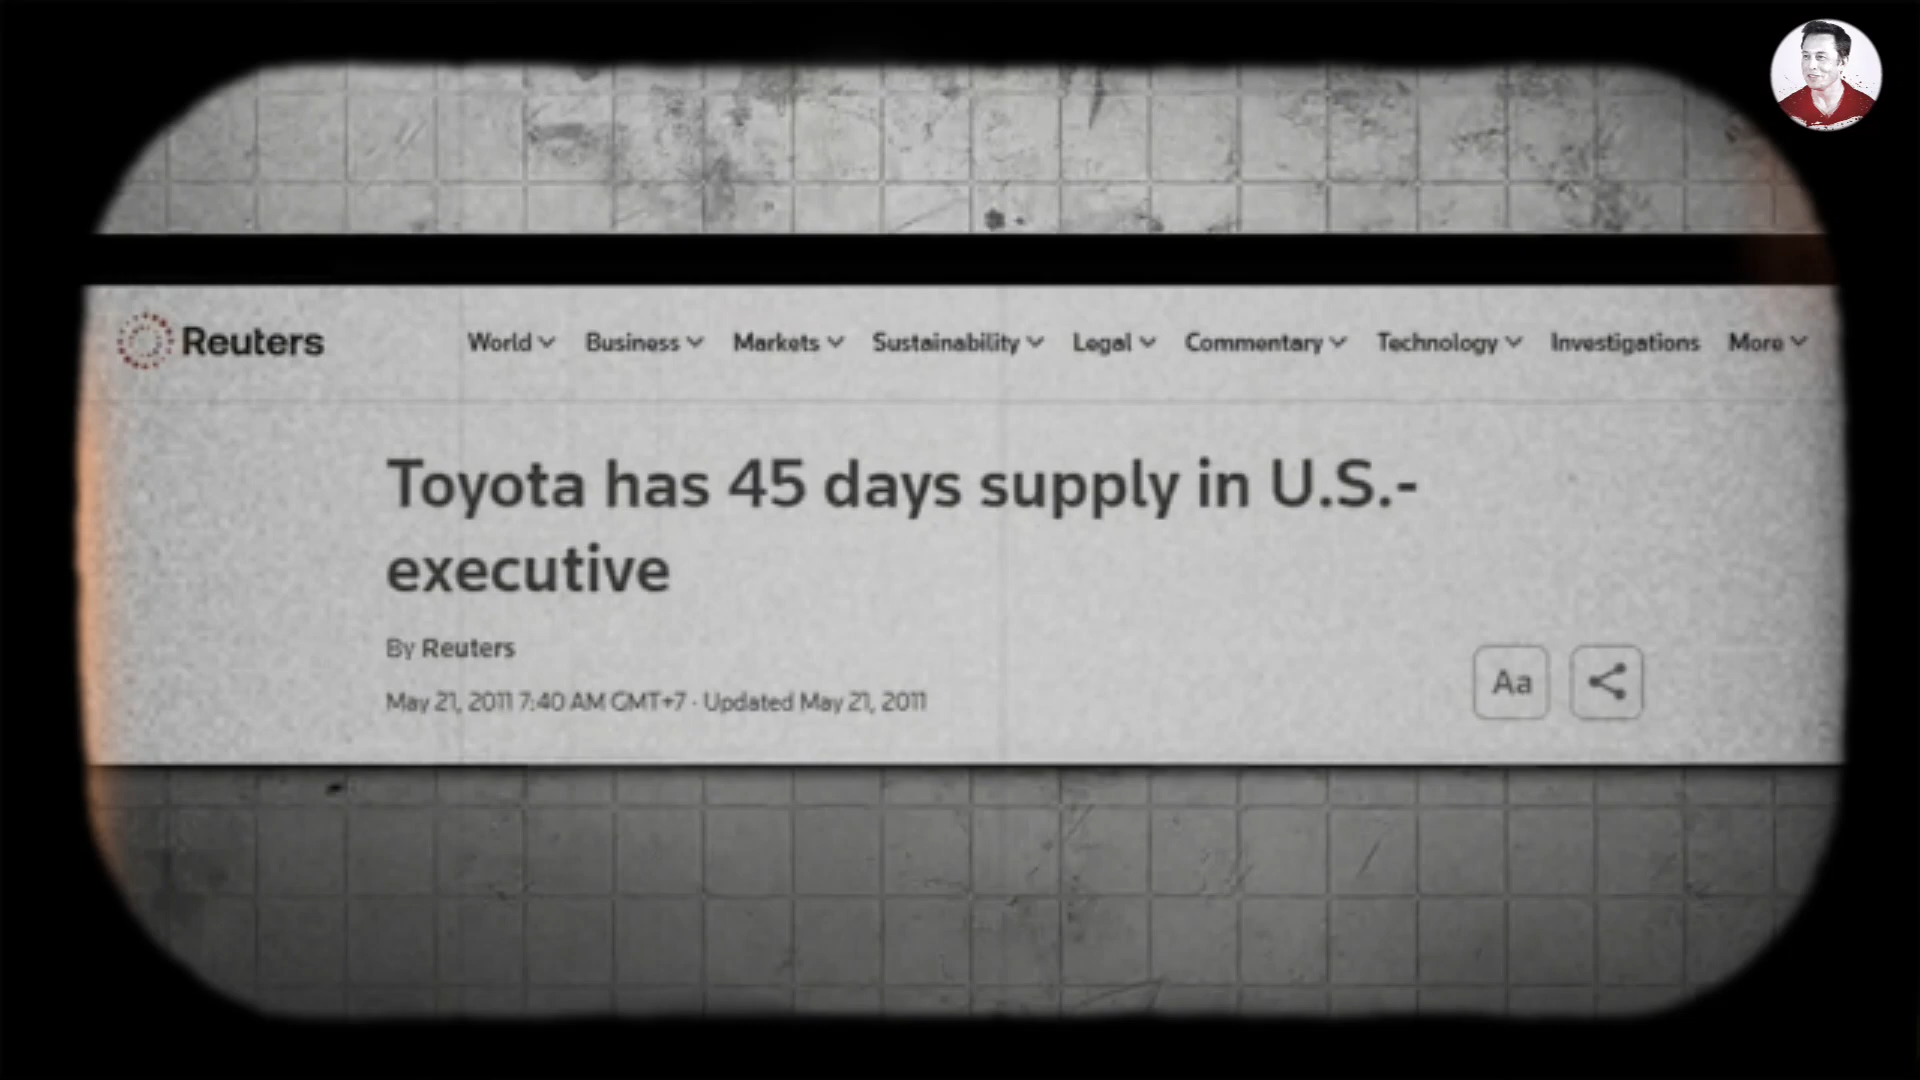 Reuters
World Business Markets Sustainability Legal Commentary Technology Investigations More
Toyota has 45 days supply in U.S.-
executive
By Reuters
May 21, 2011 7:40 AM GMT+7 · Updated May 21, 2011
Aa